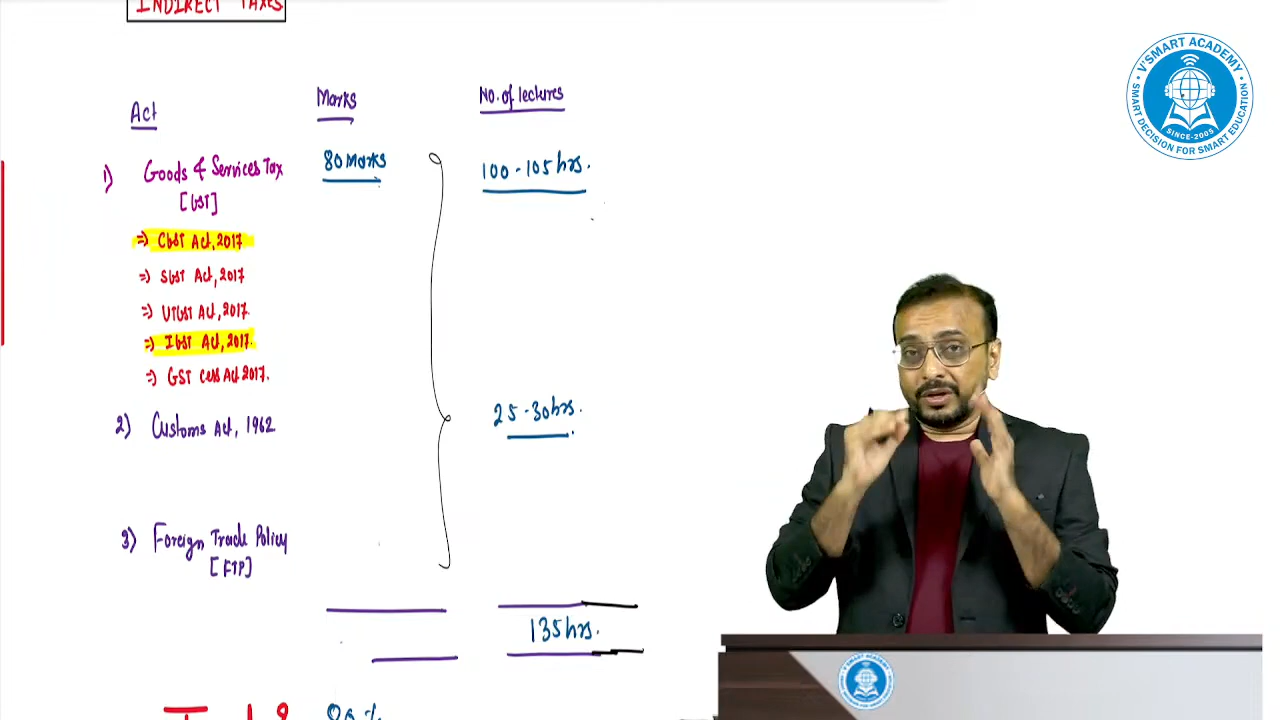 INDIRECT TAXES
Act
Marks
No. of lectures
1) Goods & Services Tax
[GST]
80 Marks
100 - 105 hrs.
=) CGST Act, 2017
=) SGST Act, 2017
=) UTGST Act, 2017.
=) IGST Act, 2017.
=) GST Cess Act 2017.
2) Customs Act, 1962
25 - 30 hrs.
3) Foreign Trade Policy
[FTP]
135 hrs.
V'SMART ACADEMY
SMART DECISION FOR SMART EDUCATION
SINCE-2005